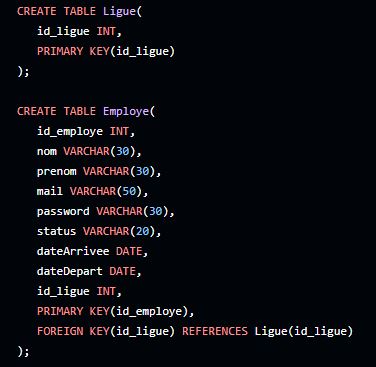 CREATE TABLE Ligue(
id_ligue INT,
PRIMARY KEY(id_ligue)
);
CREATE TABLE Employe(
id_employe INT,
nom VARCHAR(30),
prenom VARCHAR(30),
mail VARCHAR(50),
password VARCHAR(30),
status VARCHAR(20),
dateArrivee DATE,
dateDepart DATE,
id_ligue INT,
PRIMARY KEY(id_employe),
FOREIGN KEY(id_ligue) REFERENCES Ligue(id_ligue)
);